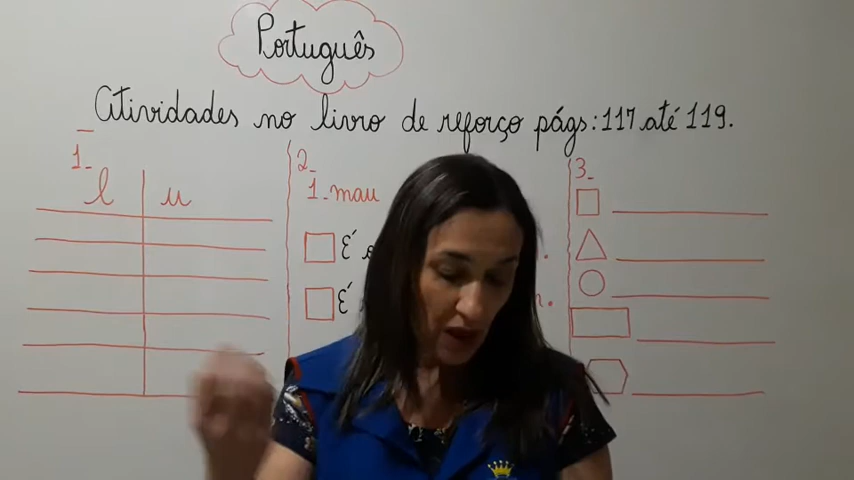 Português
Atividades no livro de reforço págs: 117 até 119.
1-
l u
2-
1- mau
É
É
3-